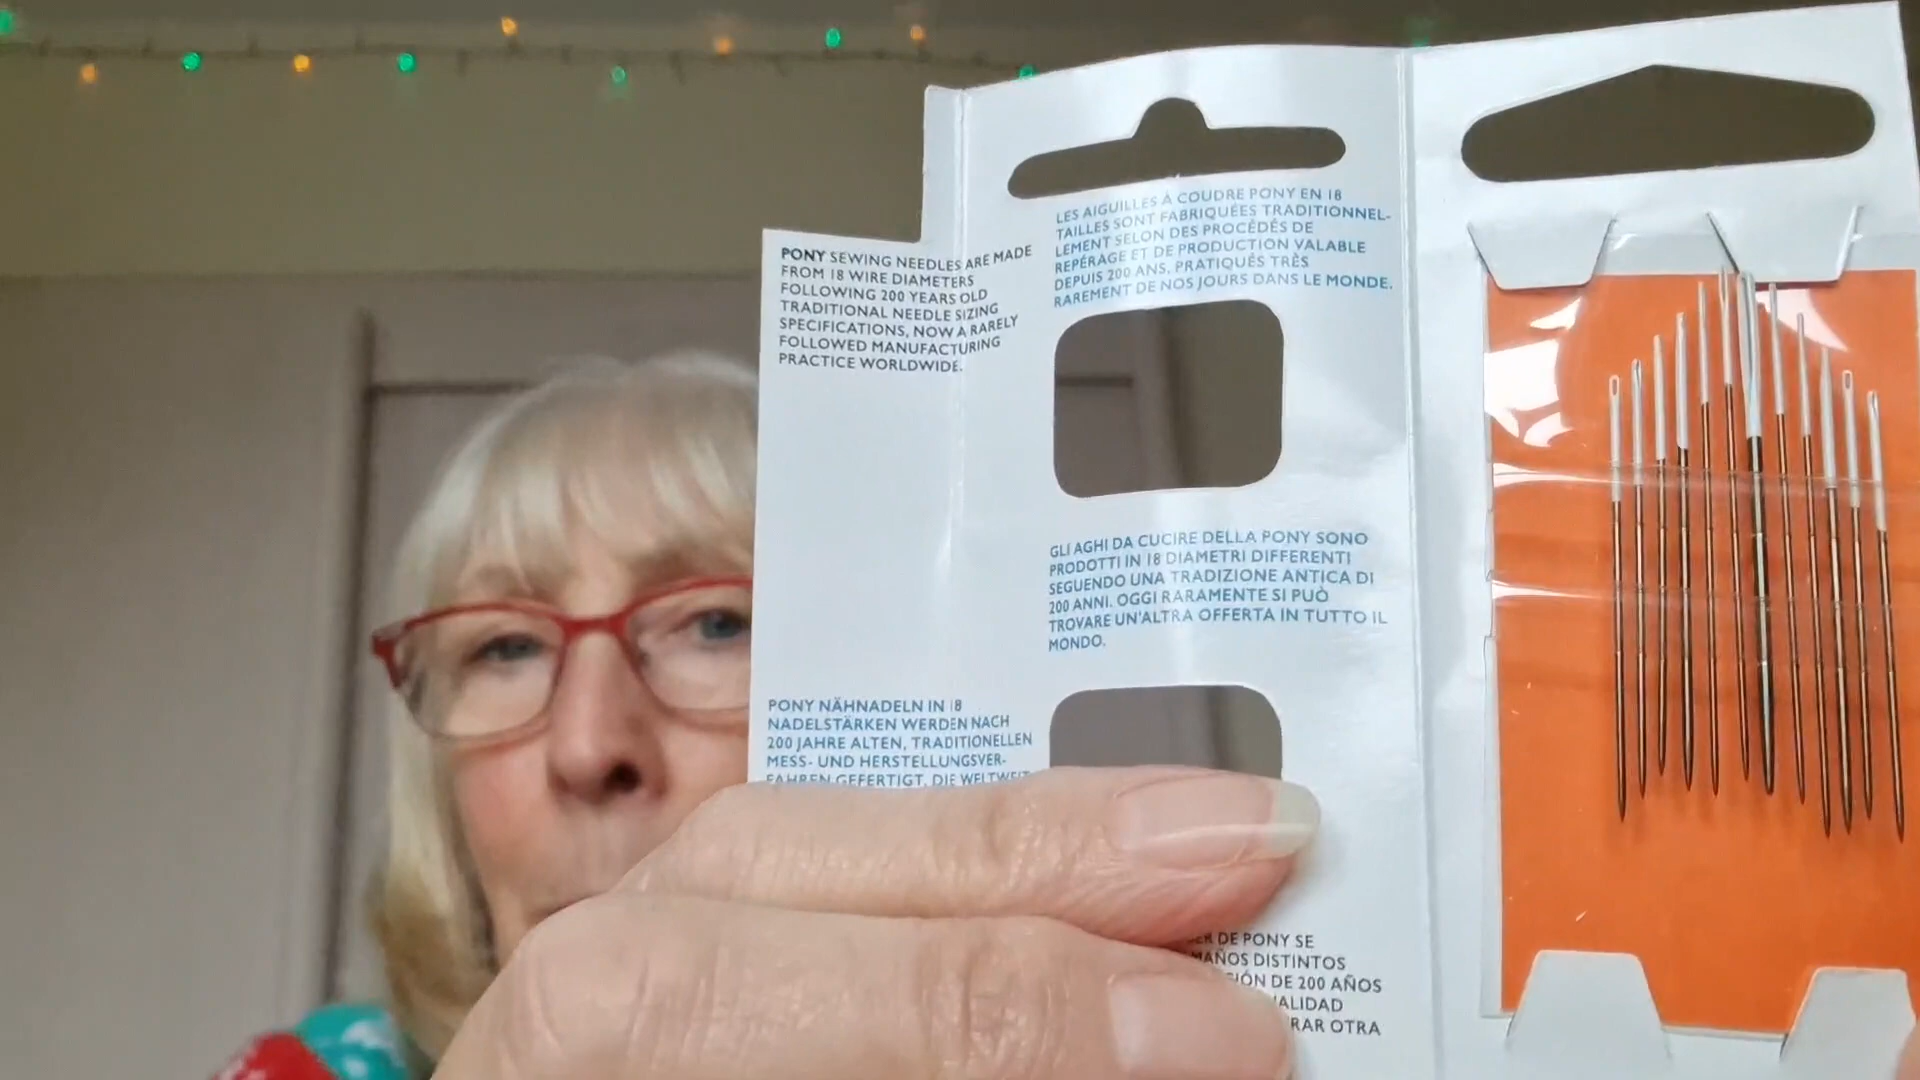 PONY SEWING NEEDLES ARE MADE
FROM 18 WIRE DIAMETERS
FOLLOWING 200 YEARS OLD
TRADITIONAL NEEDLE SIZING
SPECIFICATIONS, NOW A RARELY
FOLLOWED MANUFACTURING
PRACTICE WORLDWIDE.
PONY NÄHNADELN IN 18
NADELSTÄRKEN WERDEN NACH
200 JAHRE ALTEN, TRADITIONELLEN
MESS- UND HERSTELLUNGSVER-
FAHREN GEFERTIGT, DIE WELTWEIT
LES AIGUILLES À COUDRE PONY EN 18
TAILLES SONT FABRIQUÉES TRADITIONNEL-
LEMENT SELON DES PROCÉDÉS DE
REPÉRAGE ET DE PRODUCTION VALABLE
DEPUIS 200 ANS, PRATIQUÉS TRÈS
RAREMENT DE NOS JOURS DANS LE MONDE.
GLI AGHI DA CUCIRE DELLA PONY SONO
PRODOTTI IN 18 DIAMETRI DIFFERENTI
SEGUENDO UNA TRADIZIONE ANTICA DI
200 ANNI. OGGI RARAMENTE SI PUÒ
TROVARE UN'ALTRA OFFERTA IN TUTTO IL
MONDO.
DE PONY SE
DISTINTOS
DE 200 AÑOS
OTRA